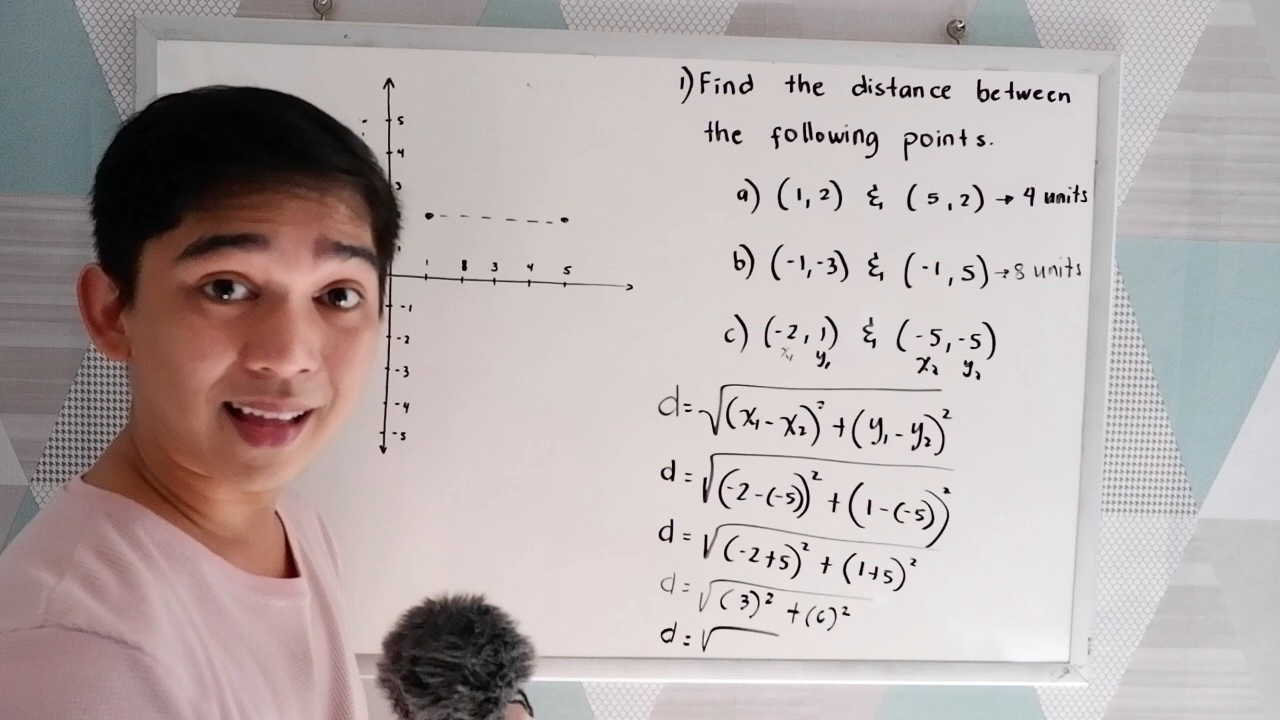 1) Find the distance between
the following points.
a) (1, 2) & (5, 2) → 4 units
b) (-1, -3) & (-1, 5) → 8 units
c) (-2, 1) & (-5, -5)
x₁ y₁ x₂ y₂
d = √(x₁ - x₂)² + (y₁ - y₂)²
d = √(-2 - (-5))² + (1 - (-5))²
d = √(-2+5)² + (1+5)²
d = √(3)² + (6)²
d = √
5
4
3
1
1 3 4 5
-1
-2
-3
-4
-5